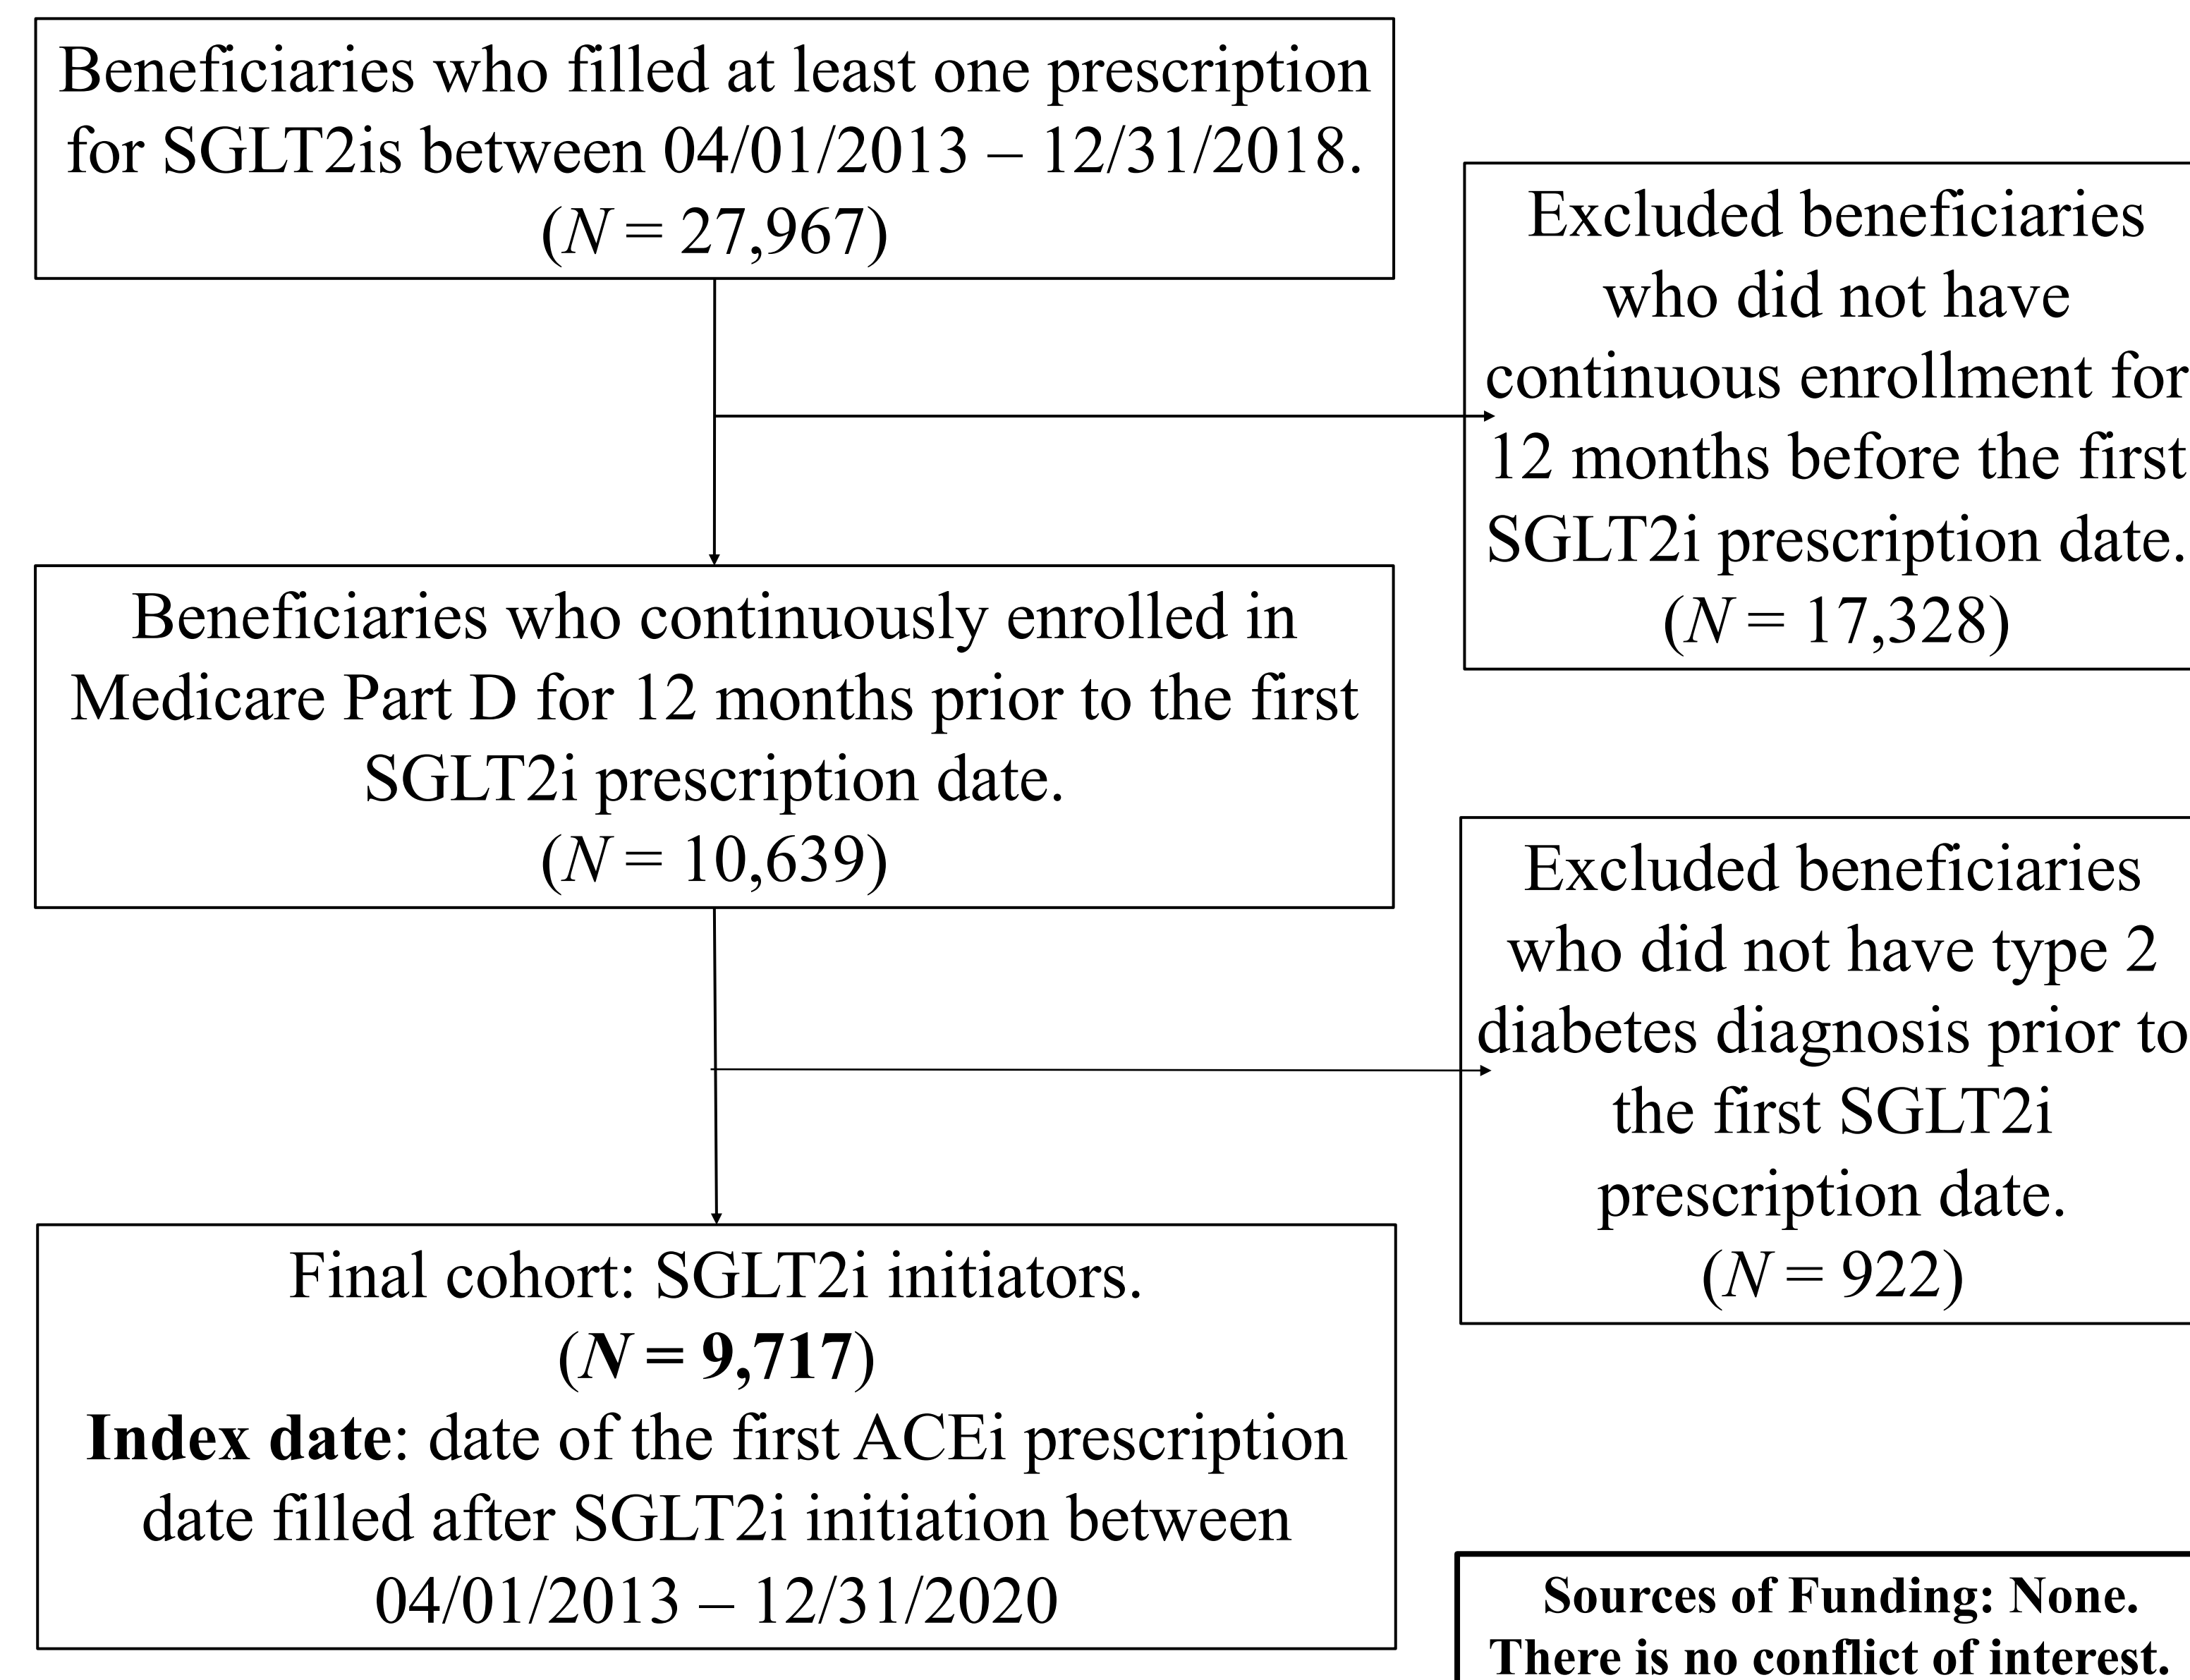 Beneficiaries who filled at least one prescription
for SGLT2is between 04/01/2013 – 12/31/2018.
(N = 27,967)
Excluded beneficiaries
who did not have
continuous enrollment for
12 months before the first
SGLT2i prescription date.
(N = 17,328)
Beneficiaries who continuously enrolled in
Medicare Part D for 12 months prior to the first
SGLT2i prescription date.
(N = 10,639)
Excluded beneficiaries
who did not have type 2
diabetes diagnosis prior to
the first SGLT2i
prescription date.
(N = 922)
Final cohort: SGLT2i initiators.
(N = 9,717)
Index date: date of the first ACEi prescription
date filled after SGLT2i initiation between
04/01/2013 – 12/31/2020
Sources of Funding: None.
There is no conflict of interest.